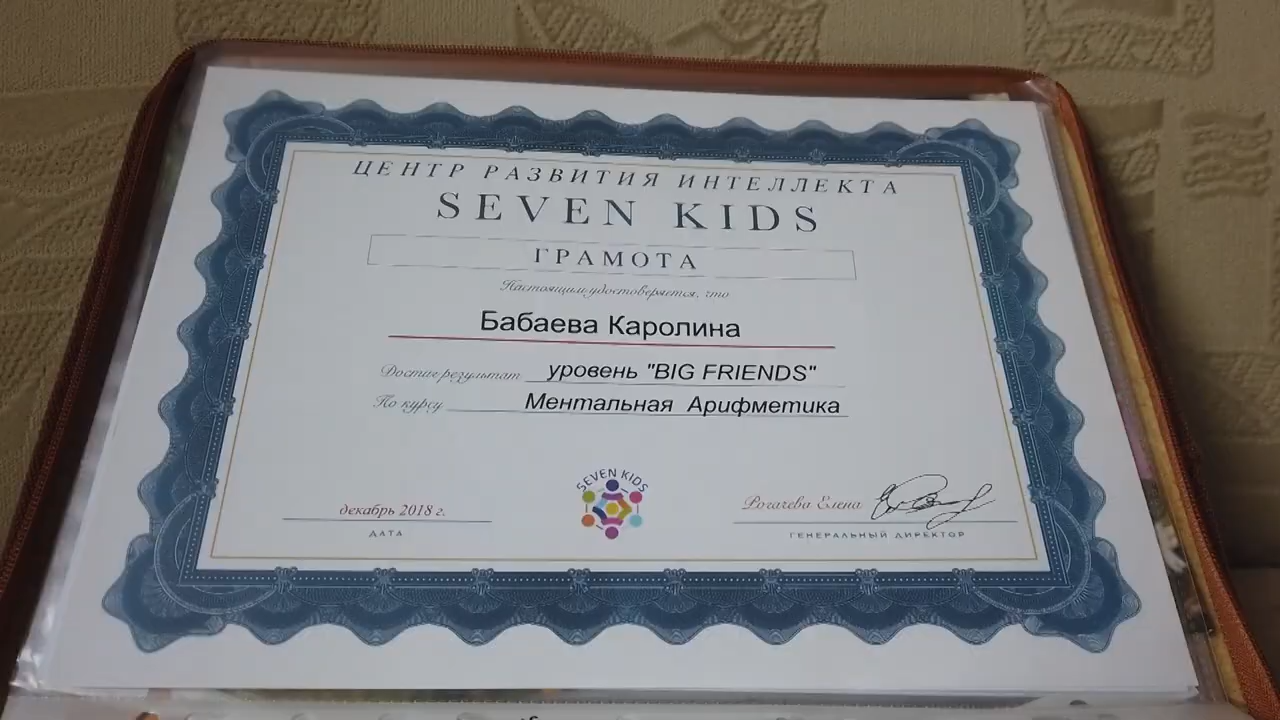 ЦЕНТР РАЗВИТИЯ ИНТЕЛЛЕКТА
SEVEN KIDS
ГРАМОТА
Настоящим удостоверяется, что
Бабаева Каролина
Достиг результат уровень "BIG FRIENDS"
По курсу Ментальная Арифметика
SEVEN KIDS
декабрь 2018 г.
ДАТА
Рогачева Елена
ГЕНЕРАЛЬНЫЙ ДИРЕКТОР